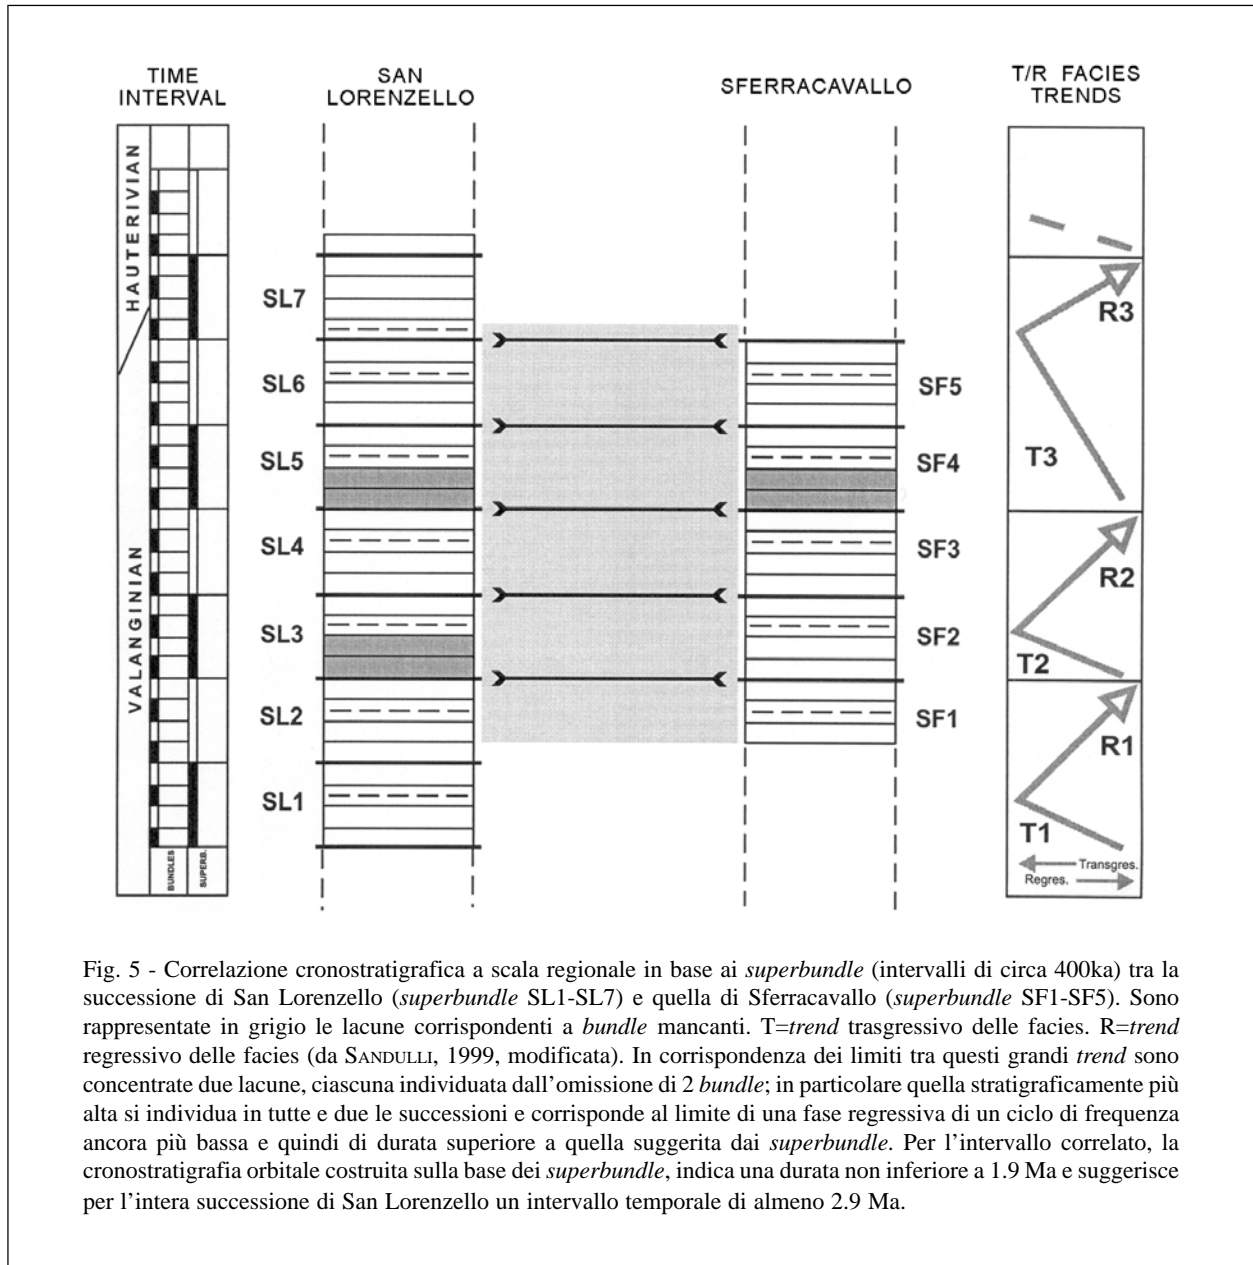 TIME
INTERVAL
SAN
LORENZELLO
SFERRACAVALLO
T/R FACIES
TRENDS
HAUTERIVIAN
VALANGINIAN
BUNDLES
SUPERB.
SL7
SL6
SL5
SL4
SL3
SL2
SL1
SF5
SF4
SF3
SF2
SF1
R3
T3
R2
T2
R1
T1
Transgres.
Regres.
Fig. 5 - Correlazione cronostratigrafica a scala regionale in base ai superbundle (intervalli di circa 400ka) tra la
successione di San Lorenzello (superbundle SL1-SL7) e quella di Sferracavallo (superbundle SF1-SF5). Sono
rappresentate in grigio le lacune corrispondenti a bundle mancanti. T=trend trasgressivo delle facies. R=trend
regressivo delle facies (da SANDULLI, 1999, modificata). In corrispondenza dei limiti tra questi grandi trend sono
concentrate due lacune, ciascuna individuata dall'omissione di 2 bundle; in particolare quella stratigraficamente più
alta si individua in tutte e due le successioni e corrisponde al limite di una fase regressiva di un ciclo di frequenza
ancora più bassa e quindi di durata superiore a quella suggerita dai superbundle. Per l'intervallo correlato, la
cronostratigrafia orbitale costruita sulla base dei superbundle, indica una durata non inferiore a 1.9 Ma e suggerisce
per l'intera successione di San Lorenzello un intervallo temporale di almeno 2.9 Ma.